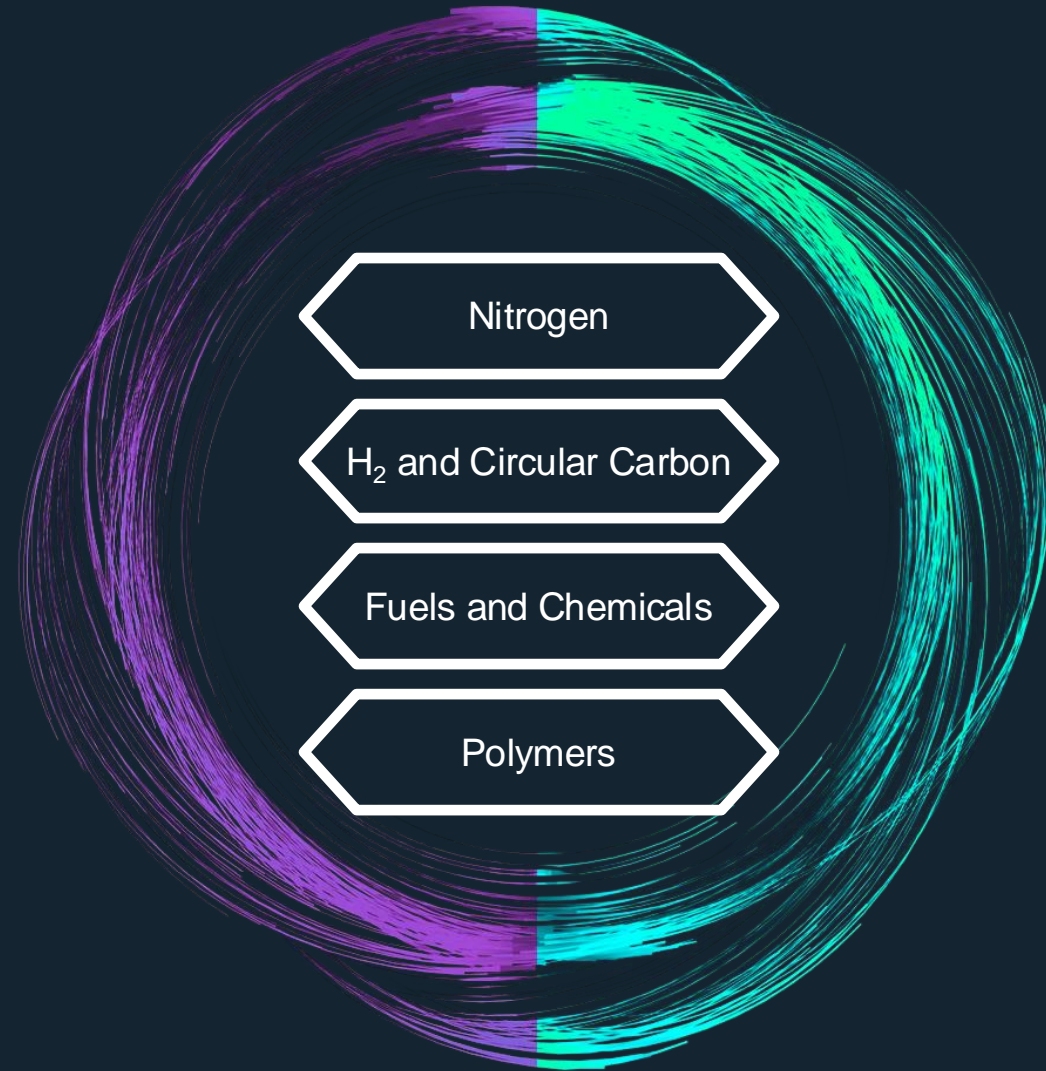 Nitrogen
H₂ and Circular Carbon
Fuels and Chemicals
Polymers